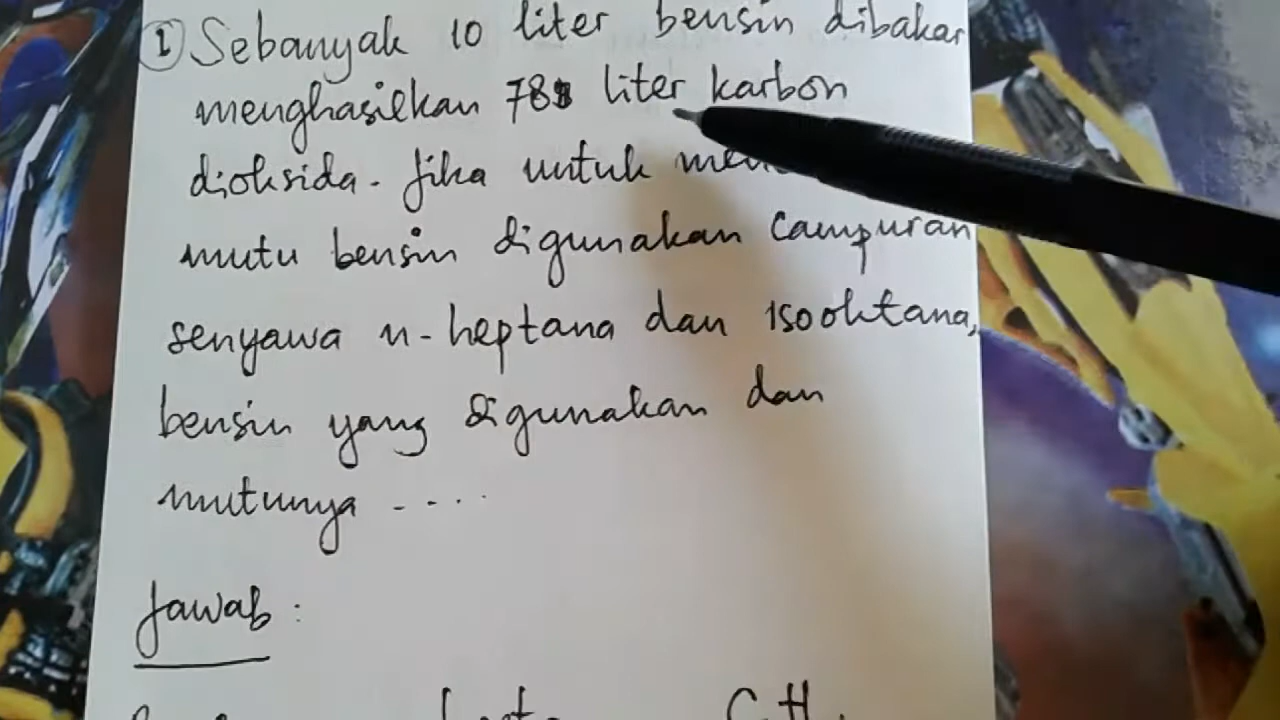 1 Sebanyak 10 liter bensin dibakar
menghasilkan 78 liter karbon
dioksida. Jika untuk
mutu bensin digunakan campuran
senyawa n-heptana dan isooktana,
bensin yang digunakan dan
mutunya ....
Jawab :